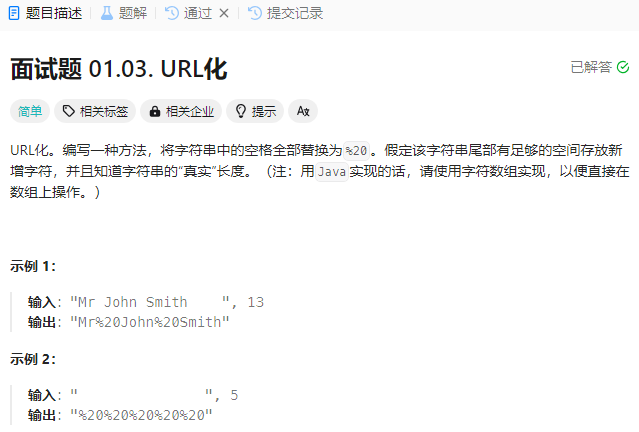 题目描述 题解 通过 × 提交记录
面试题 01.03. URL化
已解答
简单 相关标签 相关企业 提示 Aあ
URL化。编写一种方法，将字符串中的空格全部替换为%20。假定该字符串尾部有足够的空间存放新
增字符，并且知道字符串的“真实”长度。（注：用Java实现的话，请使用字符数组实现，以便直接在
数组上操作。）
示例 1：
输入："Mr John Smith    ", 13
输出："Mr%20John%20Smith"
示例 2：
输入："               ", 5
输出："%20%20%20%20%20"